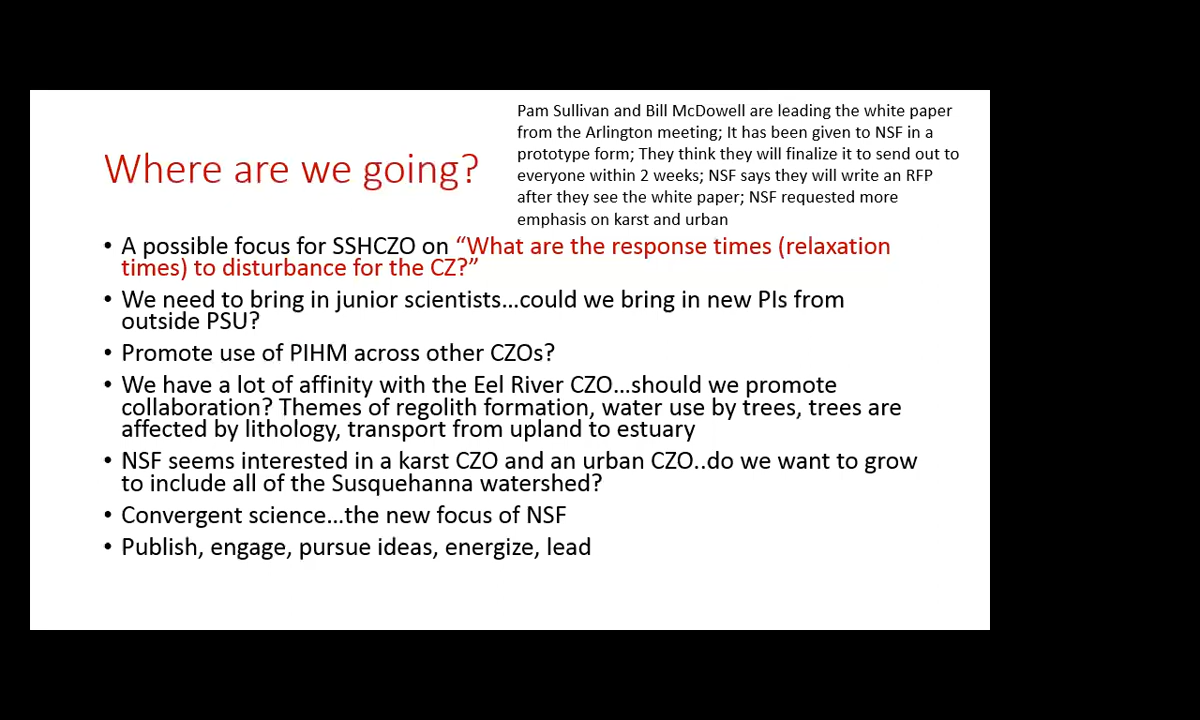 Where are we going?
Pam Sullivan and Bill McDowell are leading the white paper
from the Arlington meeting; It has been given to NSF in a
prototype form; They think they will finalize it to send out to
everyone within 2 weeks; NSF says they will write an RFP
after they see the white paper; NSF requested more
emphasis on karst and urban
• A possible focus for SSHCZO on “What are the response times (relaxation
times) to disturbance for the CZ?”
• We need to bring in junior scientists…could we bring in new PIs from
outside PSU?
• Promote use of PIHM across other CZOs?
• We have a lot of affinity with the Eel River CZO…should we promote
collaboration? Themes of regolith formation, water use by trees, trees are
affected by lithology, transport from upland to estuary
• NSF seems interested in a karst CZO and an urban CZO..do we want to grow
to include all of the Susquehanna watershed?
• Convergent science…the new focus of NSF
• Publish, engage, pursue ideas, energize, lead